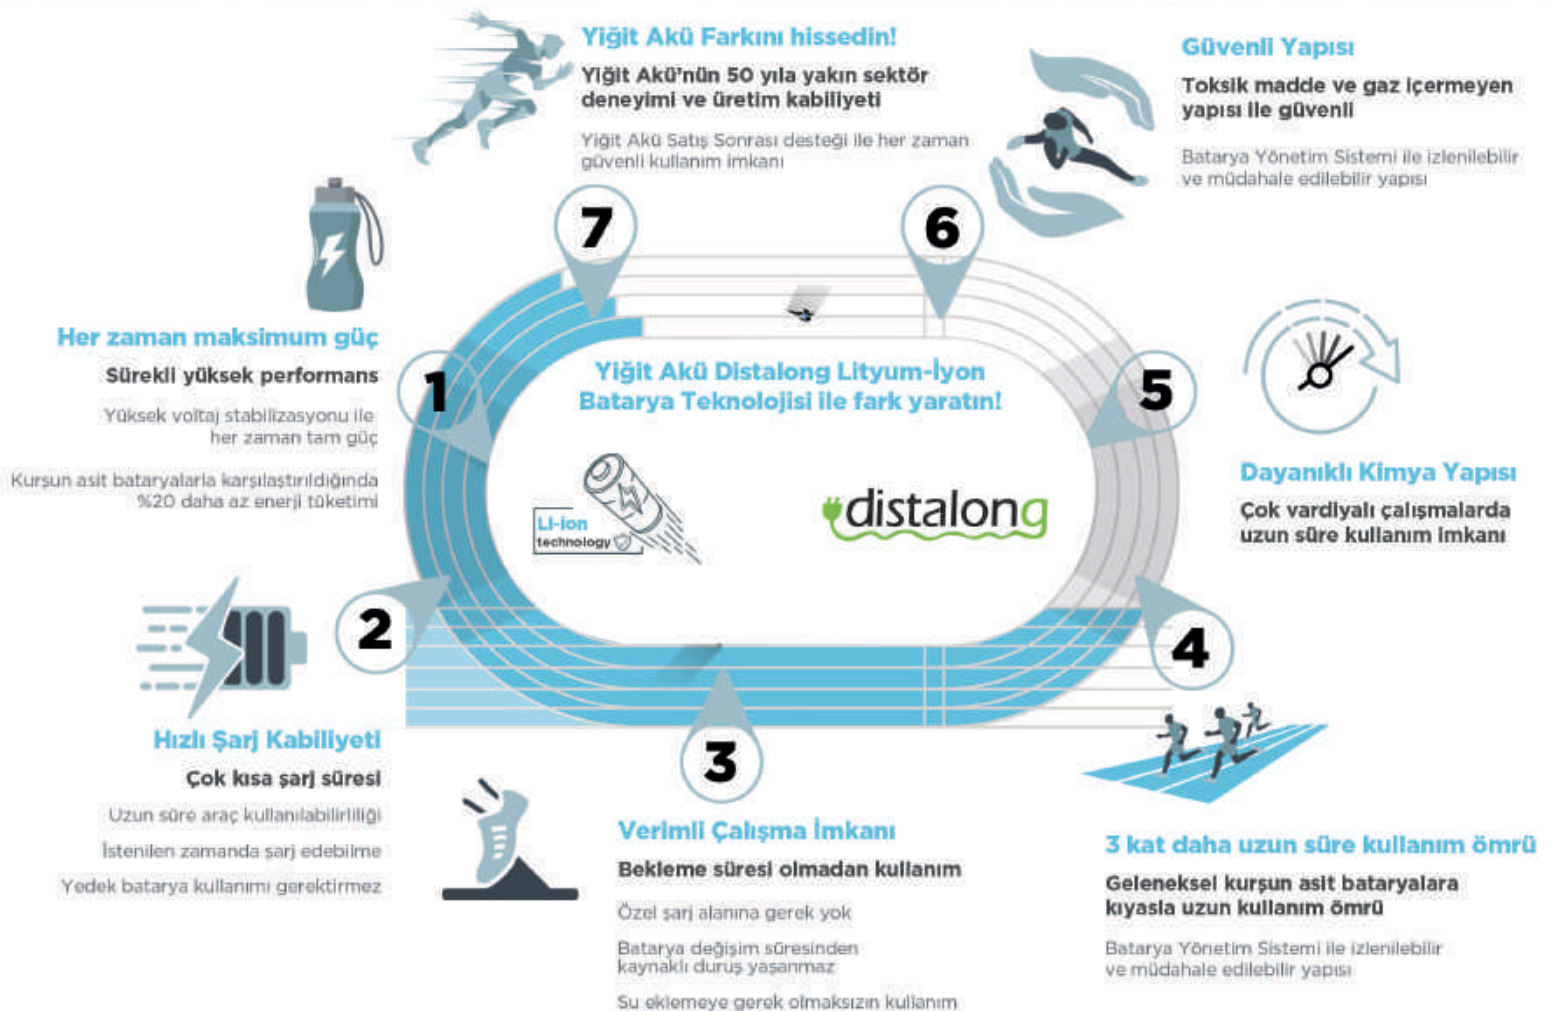 Yiğit Akü Farkını hissedin!
Yiğit Akü'nün 50 yıla yakın sektör
deneyimi ve üretim kabiliyeti
Yiğit Akü Satış Sonrası desteği ile her zaman
güvenli kullanım imkanı
7
Güvenli Yapısı
Toksik madde ve gaz içermeyen
yapısı ile güvenli
Batarya Yönetim Sistemi ile izlenilebilir
ve müdahale edilebilir yapısı
6
Her zaman maksimum güç
Sürekli yüksek performans
Yüksek voltaj stabilizasyonu ile
her zaman tam güç
Kurşun asit bataryalarla karşılaştırıldığında
%20 daha az enerji tüketimi
1
Yiğit Akü Distalong Lityum-İyon
Batarya Teknolojisi ile fark yaratın!
Li-ion
technology
distalong
5
Dayanıklı Kimya Yapısı
Çok vardiyalı çalışmalarda
uzun süre kullanım imkanı
2
Hızlı Şarj Kabiliyeti
Çok kısa şarj süresi
Uzun süre araç kullanılabilirliliği
İstenilen zamanda şarj edebilme
Yedek batarya kullanımı gerektirmez
3
Verimli Çalışma İmkanı
Bekleme süresi olmadan kullanım
Özel şarj alanına gerek yok
Batarya değişim süresinden
kaynaklı duruş yaşanmaz
Su eklemeye gerek olmaksızın kullanım
4
3 kat daha uzun süre kullanım ömrü
Geleneksel kurşun asit bataryalara
kıyasla uzun kullanım ömrü
Batarya Yönetim Sistemi ile izlenilebilir
ve müdahale edilebilir yapısı